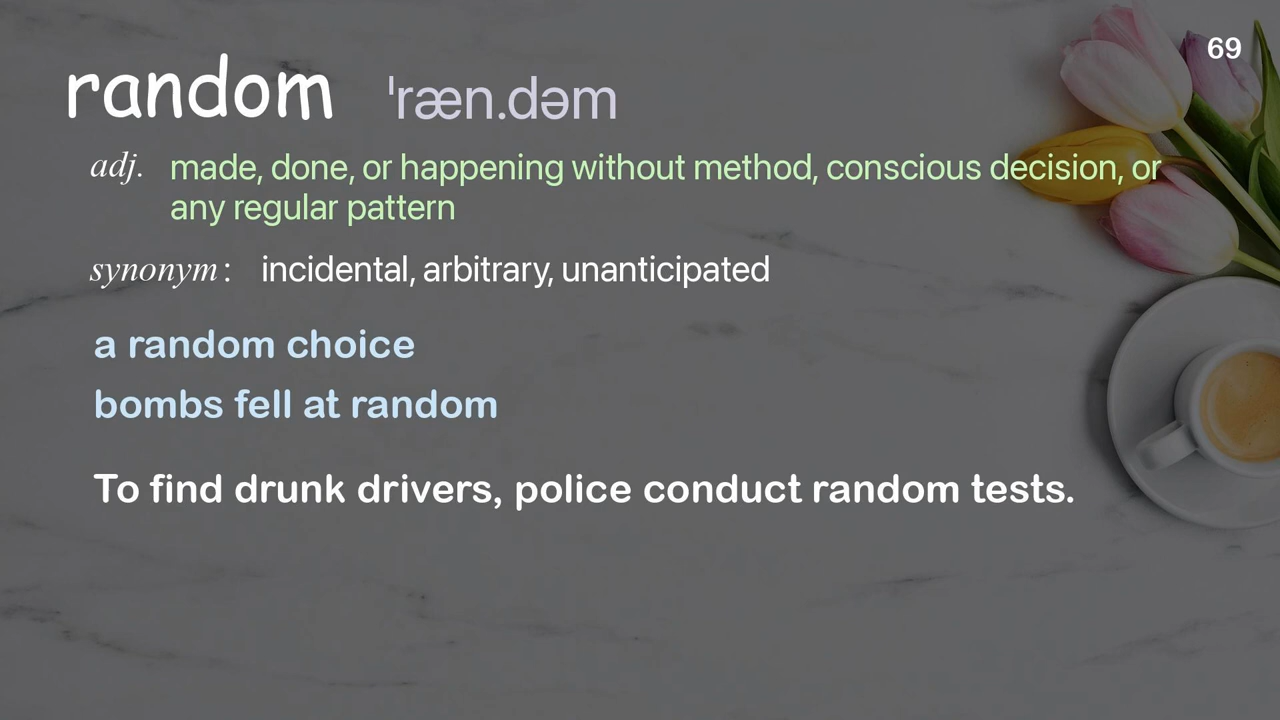 69
random ˈræn.dəm
adj. made, done, or happening without method, conscious decision, or
any regular pattern
synonym : incidental, arbitrary, unanticipated
a random choice
bombs fell at random
To find drunk drivers, police conduct random tests.